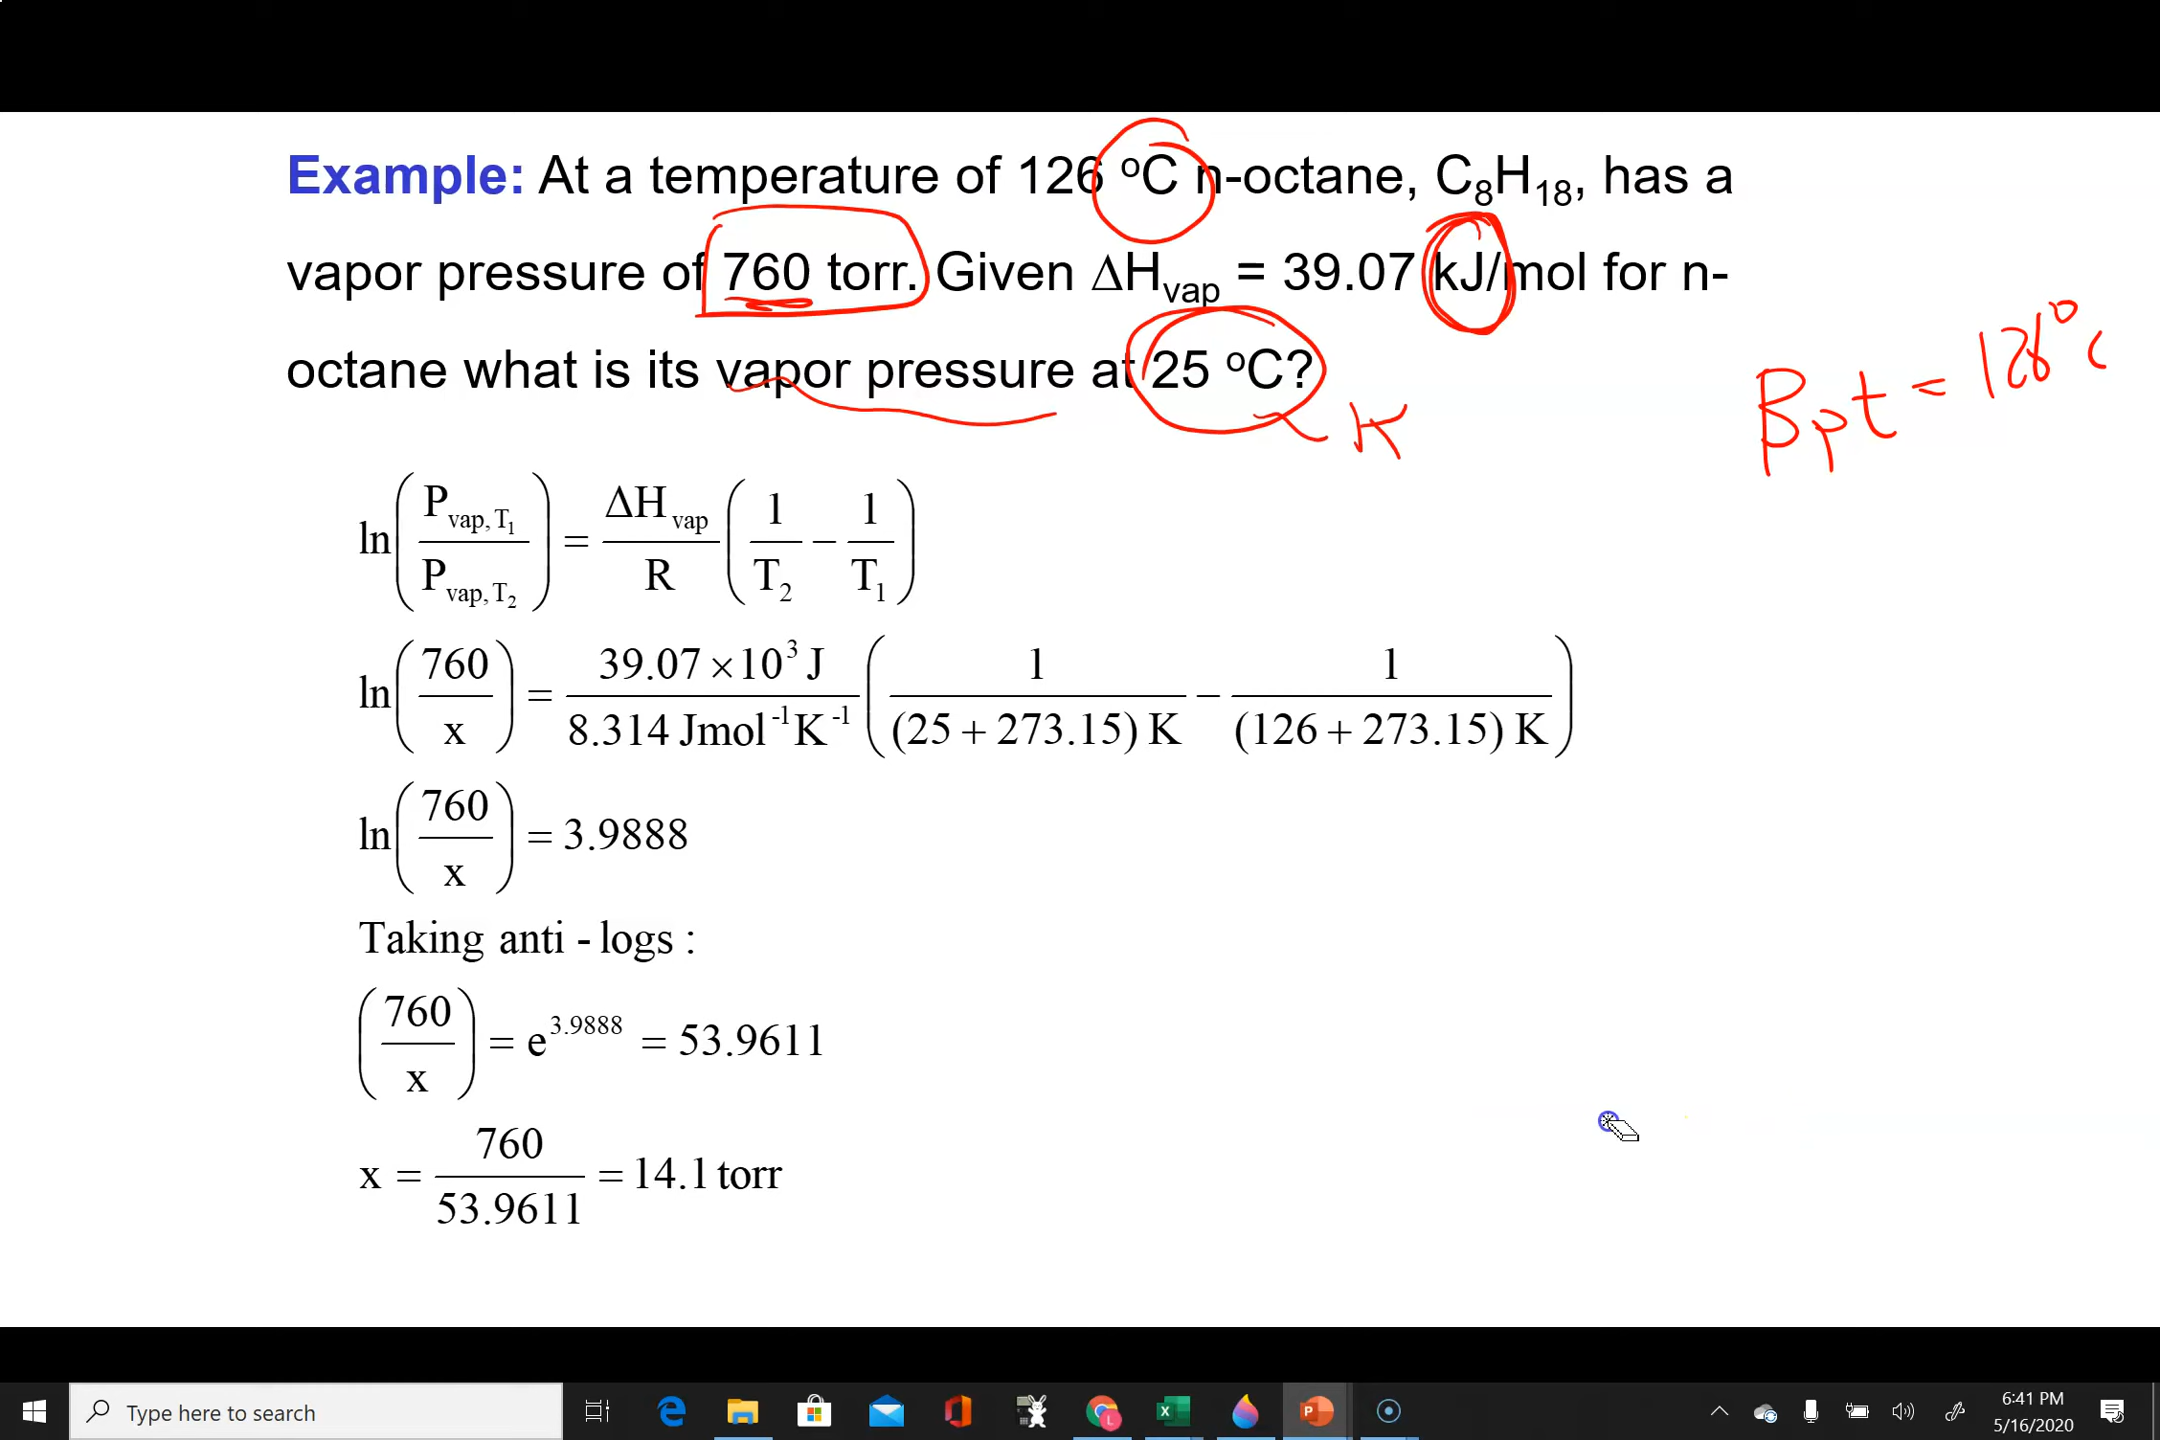 Example: At a temperature of 126 °C n-octane, C₈H₁₈, has a
vapor pressure of 760 torr. Given ΔHvap = 39.07 kJ/mol for n-
octane what is its vapor pressure at 25 °C?
K
Bpt = 126°C
ln(Pvap,T₁ / Pvap,T₂) = ΔHvap / R (1/T₂ − 1/T₁)
ln(760/x) = 39.07 ×10³ J / 8.314 Jmol⁻¹K⁻¹ (1/(25 + 273.15) K − 1/(126 + 273.15) K)
ln(760/x) = 3.9888
Taking anti - logs :
(760/x) = e^3.9888 = 53.9611
x = 760/53.9611 = 14.1 torr
Type here to search
6:41 PM
5/16/2020